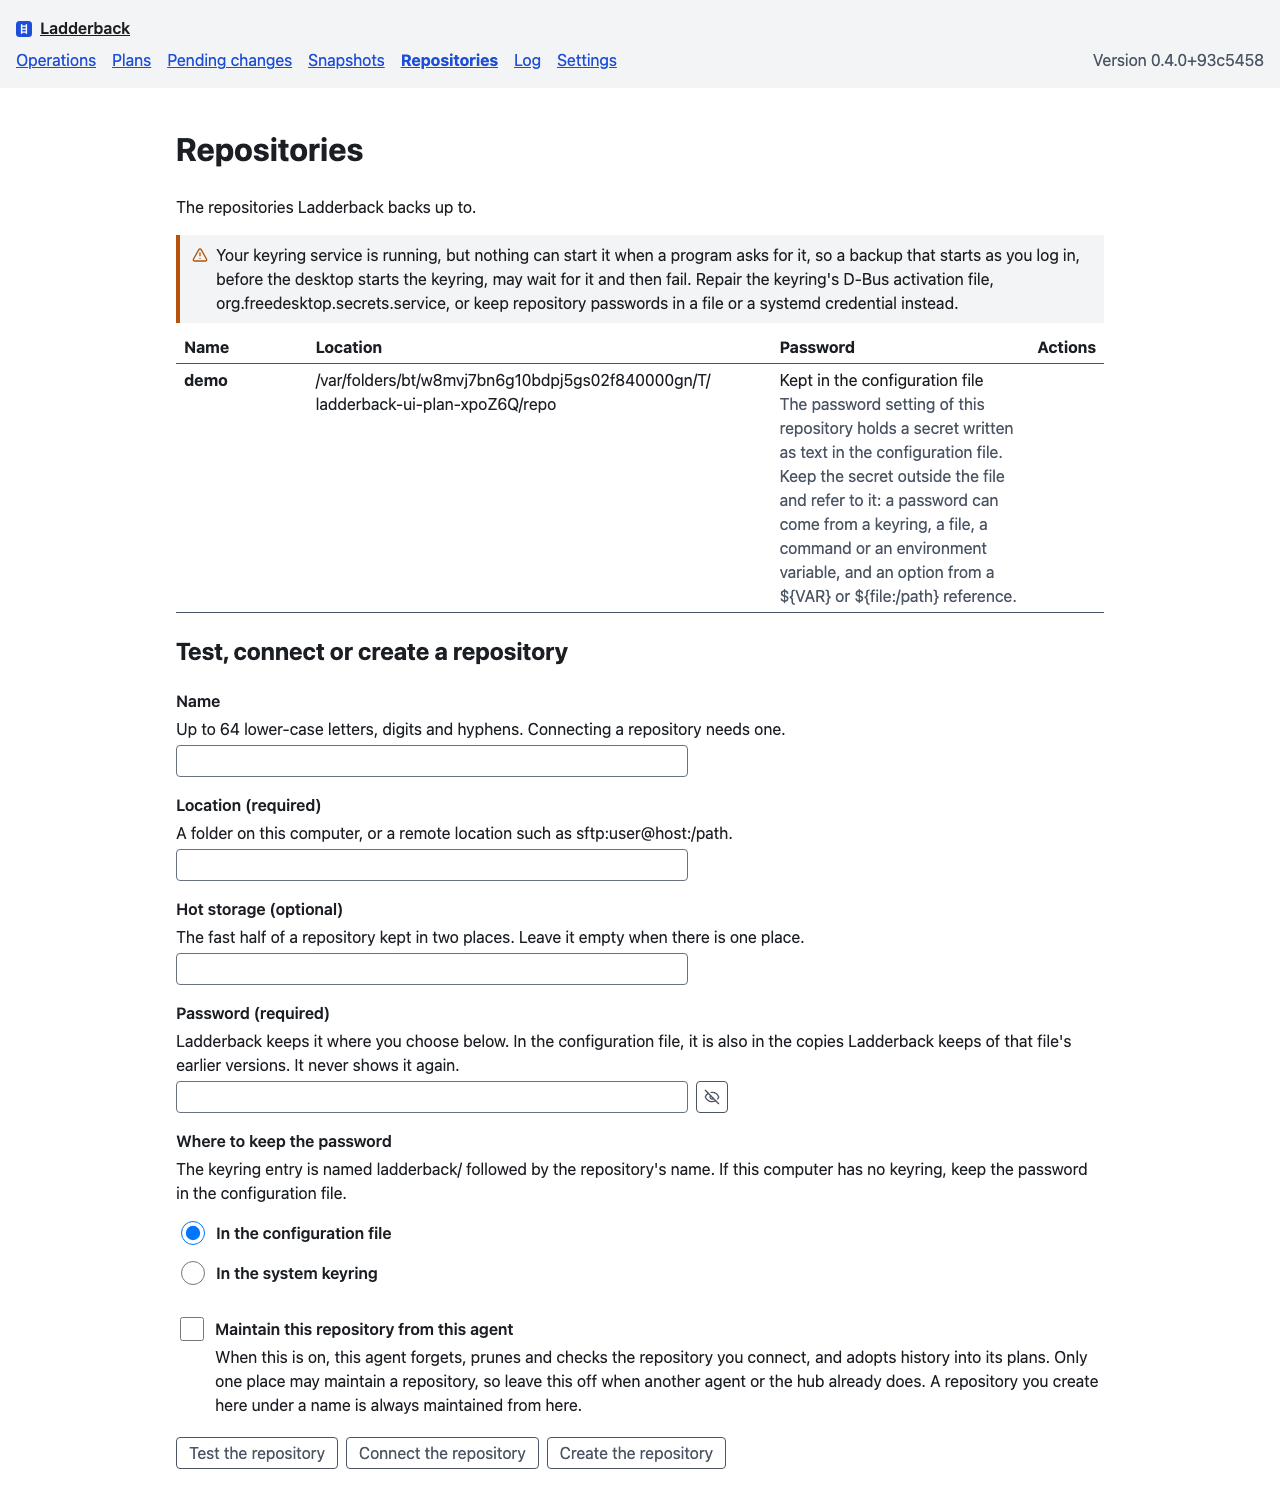 Ladderback
Operations Plans Pending changes Snapshots Repositories Log Settings Version 0.4.0+93c5458
Repositories
The repositories Ladderback backs up to.
Your keyring service is running, but nothing can start it when a program asks for it, so a backup that starts as you log in,
before the desktop starts the keyring, may wait for it and then fail. Repair the keyring's D-Bus activation file,
org.freedesktop.secrets.service, or keep repository passwords in a file or a systemd credential instead.
Name Location Password Actions
demo /var/folders/bt/w8mvj7bn6g10bdpj5gs02f840000gn/T/ Kept in the configuration file
ladderback-ui-plan-xpoZ6Q/repo The password setting of this
repository holds a secret written
as text in the configuration file.
Keep the secret outside the file
and refer to it: a password can
come from a keyring, a file, a
command or an environment
variable, and an option from a
${VAR} or ${file:/path} reference.
Test, connect or create a repository
Name
Up to 64 lower-case letters, digits and hyphens. Connecting a repository needs one.
Location (required)
A folder on this computer, or a remote location such as sftp:user@host:/path.
Hot storage (optional)
The fast half of a repository kept in two places. Leave it empty when there is one place.
Password (required)
Ladderback keeps it where you choose below. In the configuration file, it is also in the copies Ladderback keeps of that file's
earlier versions. It never shows it again.
Where to keep the password
The keyring entry is named ladderback/ followed by the repository's name. If this computer has no keyring, keep the password
in the configuration file.
In the configuration file
In the system keyring
Maintain this repository from this agent
When this is on, this agent forgets, prunes and checks the repository you connect, and adopts history into its plans. Only
one place may maintain a repository, so leave this off when another agent or the hub already does. A repository you create
here under a name is always maintained from here.
Test the repository Connect the repository Create the repository